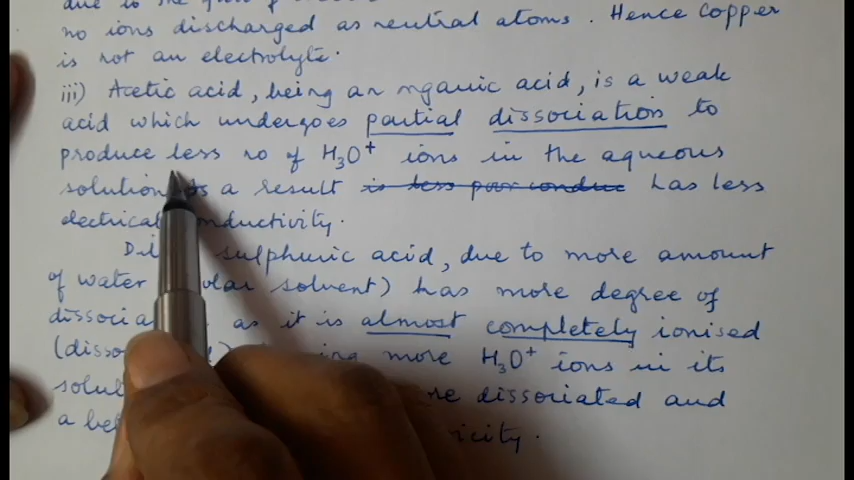 due to the
no ions discharged as neutral atoms. Hence Copper
is not an electrolyte.
iii) Acetic acid, being an organic acid, is a weak
acid which undergoes partial dissociation to
produce less no of H₃O⁺ ions in the aqueous
solution a result is less poor conduc has less
electrical conductivity.
sulphuric acid, due to more amount
of water solvent) has more degree of
as it is almost completely ionised
more H₃O⁺ ions in its
dissociated and
a